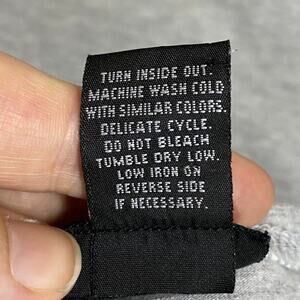 TURN INSIDE OUT.
MACHINE WASH COLD
WITH SIMILAR COLORS.
DELICATE CYCLE.
DO NOT BLEACH
TUMBLE DRY LOW.
LOW IRON ON
REVERSE SIDE
IF NECESSARY.